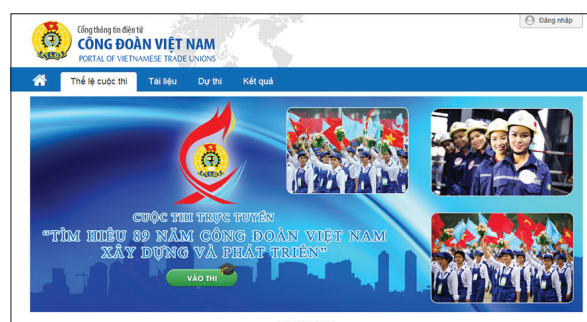 Đăng nhập
Cổng thông tin điện tử
CÔNG ĐOÀN VIỆT NAM
PORTAL OF VIETNAMESE TRADE UNIONS
Thể lệ cuộc thi Tài liệu Dự thi Kết quả
CUỘC THI TRỰC TUYẾN
“TÌM HIỂU 89 NĂM CÔNG ĐOÀN VIỆT NAM
XÂY DỰNG VÀ PHÁT TRIỂN”
VÀO THI